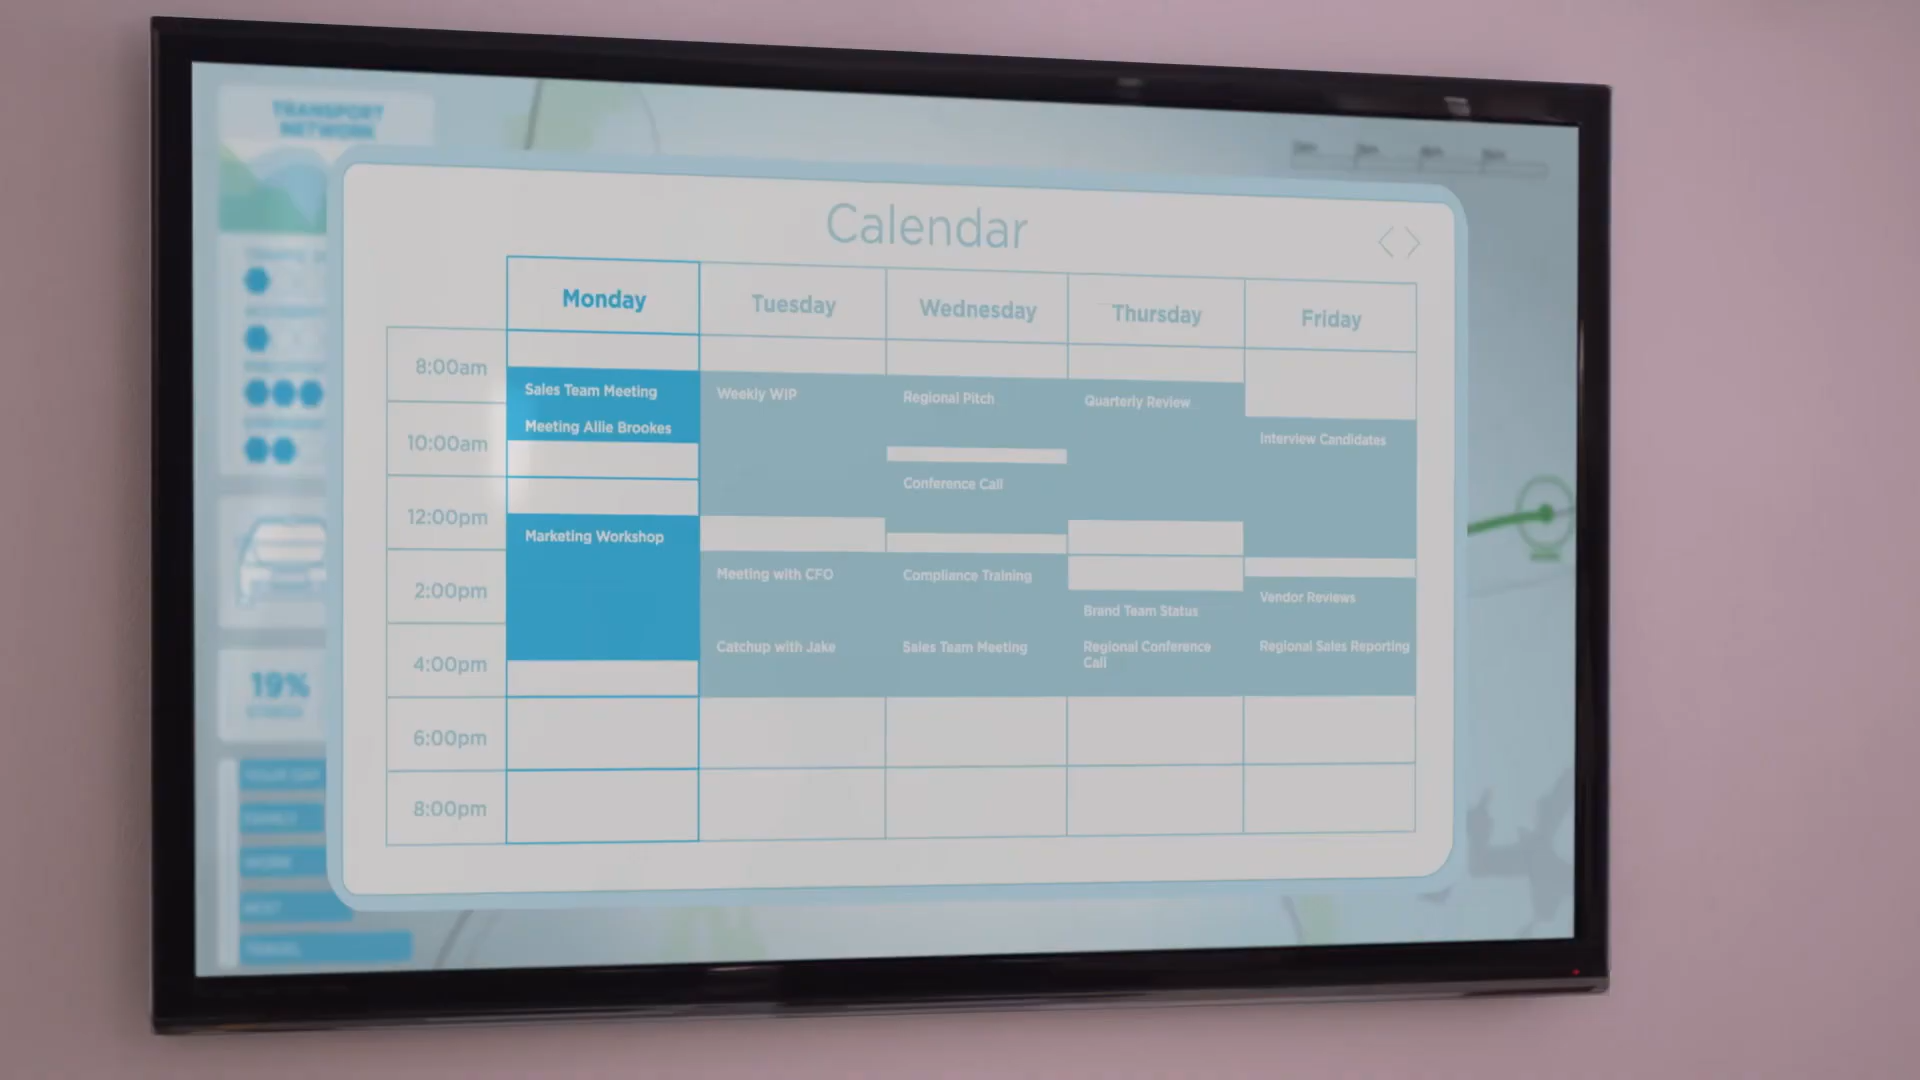 TRANSPORT
NETWORK
Calendar
Monday
Tuesday
Wednesday
Thursday
Friday
8:00am
Sales Team Meeting
Weekly WIP
Regional Pitch
Quarterly Review
Meeting Allie Brookes
10:00am
Interview Candidates
Conference Call
12:00pm
Marketing Workshop
Meeting with CFO
Compliance Training
2:00pm
Vendor Reviews
Brand Team Status
Catchup with Jake
Sales Team Meeting
Regional Conference
Call
Regional Sales Reporting
4:00pm
19%
6:00pm
8:00pm